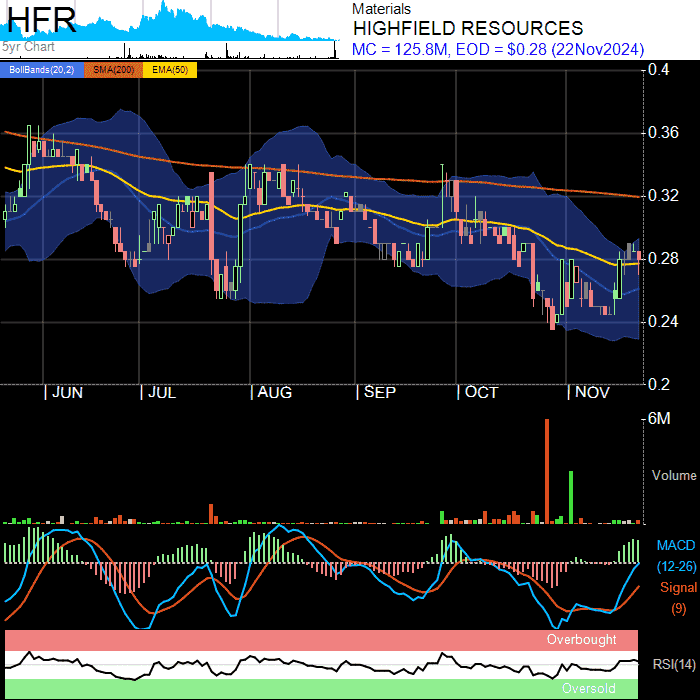 HFR
5yr Chart
Materials
HIGHFIELD RESOURCES
MC = 125.8M, EOD = $0.28 (22Nov2024)
BollBands(20,2) SMA(200) EMA(50)
0.4
0.36
0.32
0.28
0.24
0.2
JUN JUL AUG SEP OCT NOV
6M
Volume
MACD
(12-26)
Signal
(9)
Overbought
RSI(14)
Oversold